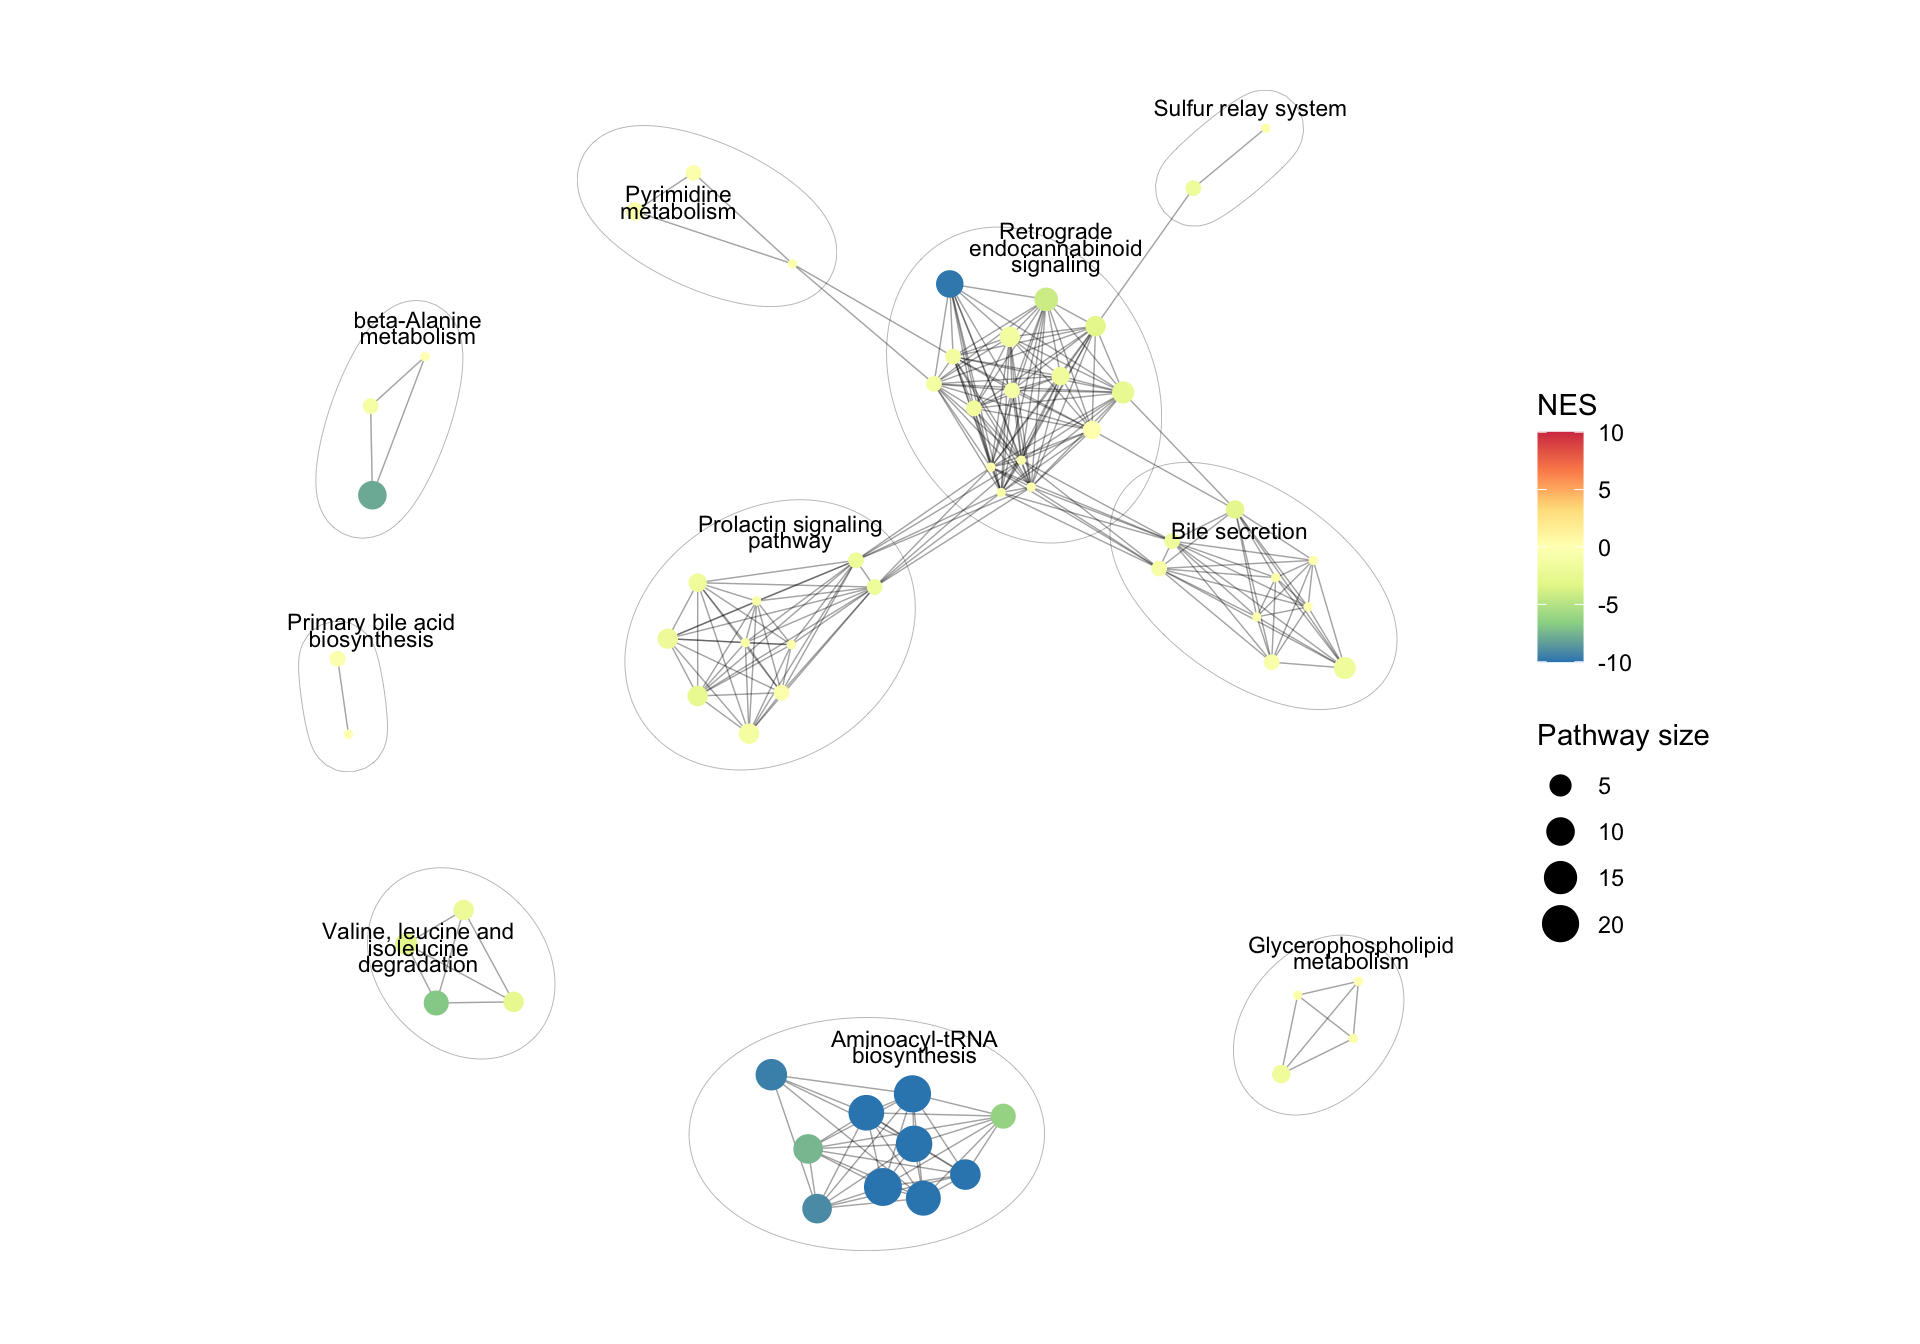 Sulfur relay system
Pyrimidine
metabolism
Retrograde
endocannabinoid
signaling
beta-Alanine
metabolism
Prolactin signaling
pathway
Bile secretion
Primary bile acid
biosynthesis
Valine, leucine and
isoleucine
degradation
Glycerophospholipid
metabolism
Aminoacyl-tRNA
biosynthesis
NES
10
5
0
-5
-10
Pathway size
5
10
15
20